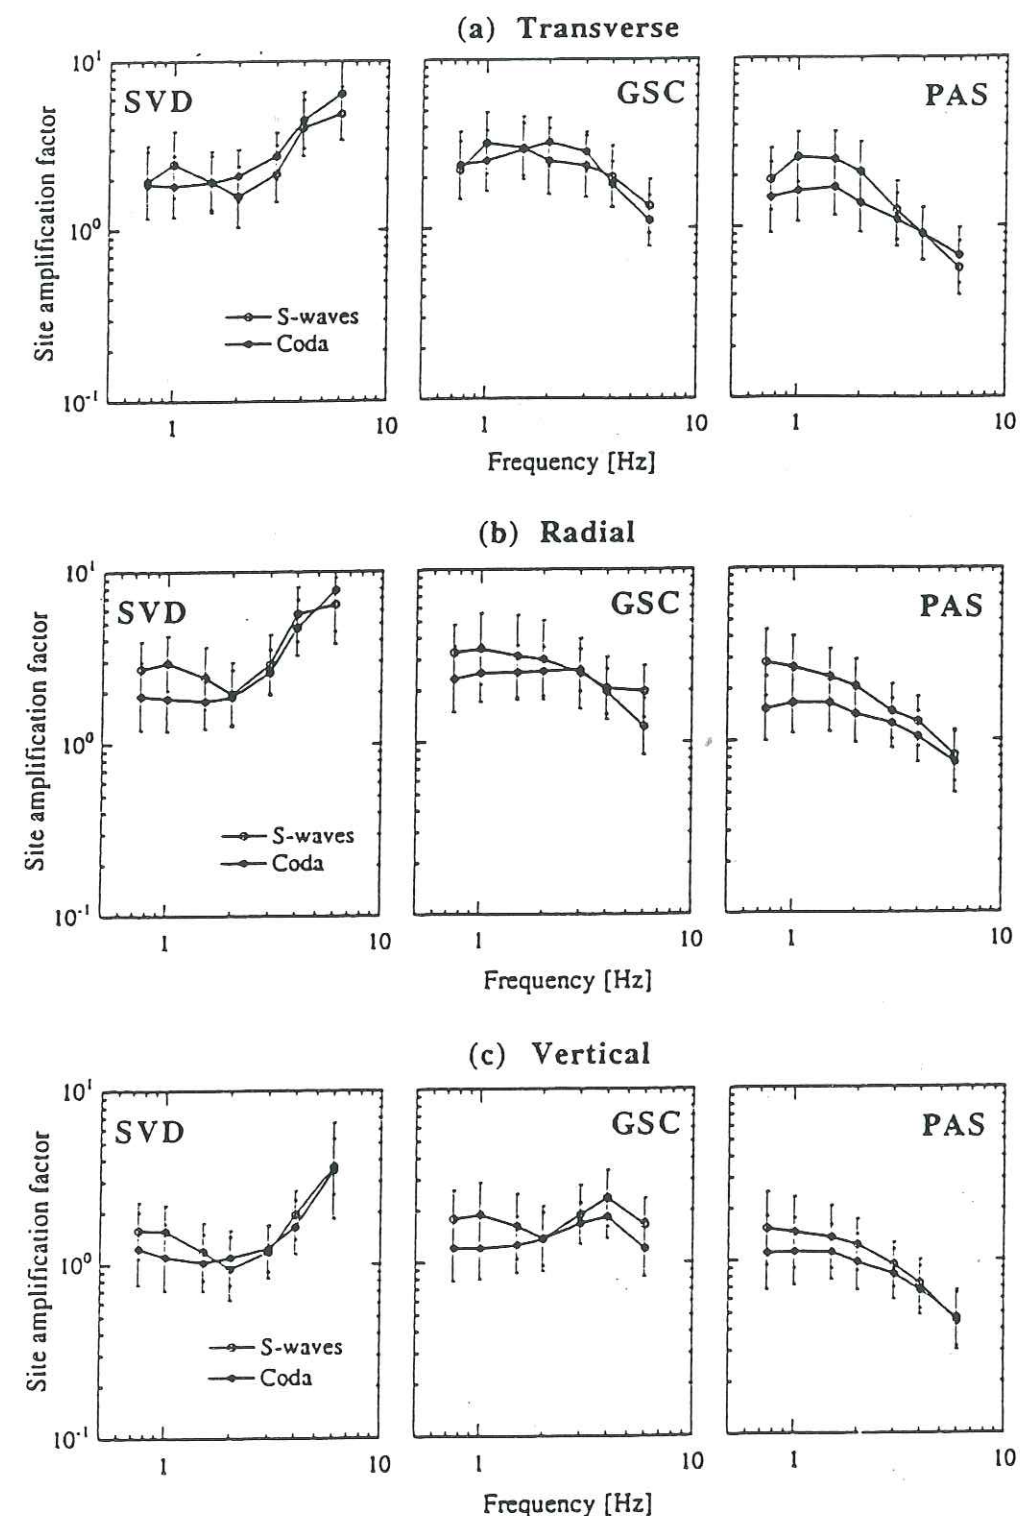 (a) Transverse
10¹
SVD
GSC
PAS
Site amplification factor
10⁰
S-waves
Coda
10⁻¹
1
10
1
10
1
10
Frequency [Hz]
(b) Radial
10¹
SVD
GSC
PAS
Site amplification factor
10⁰
S-waves
Coda
10⁻¹
1
10
1
10
1
10
Frequency [Hz]
(c) Vertical
10¹
SVD
GSC
PAS
Site amplification factor
10⁰
S-waves
Coda
10⁻¹
1
10
1
10
1
10
Frequency [Hz]